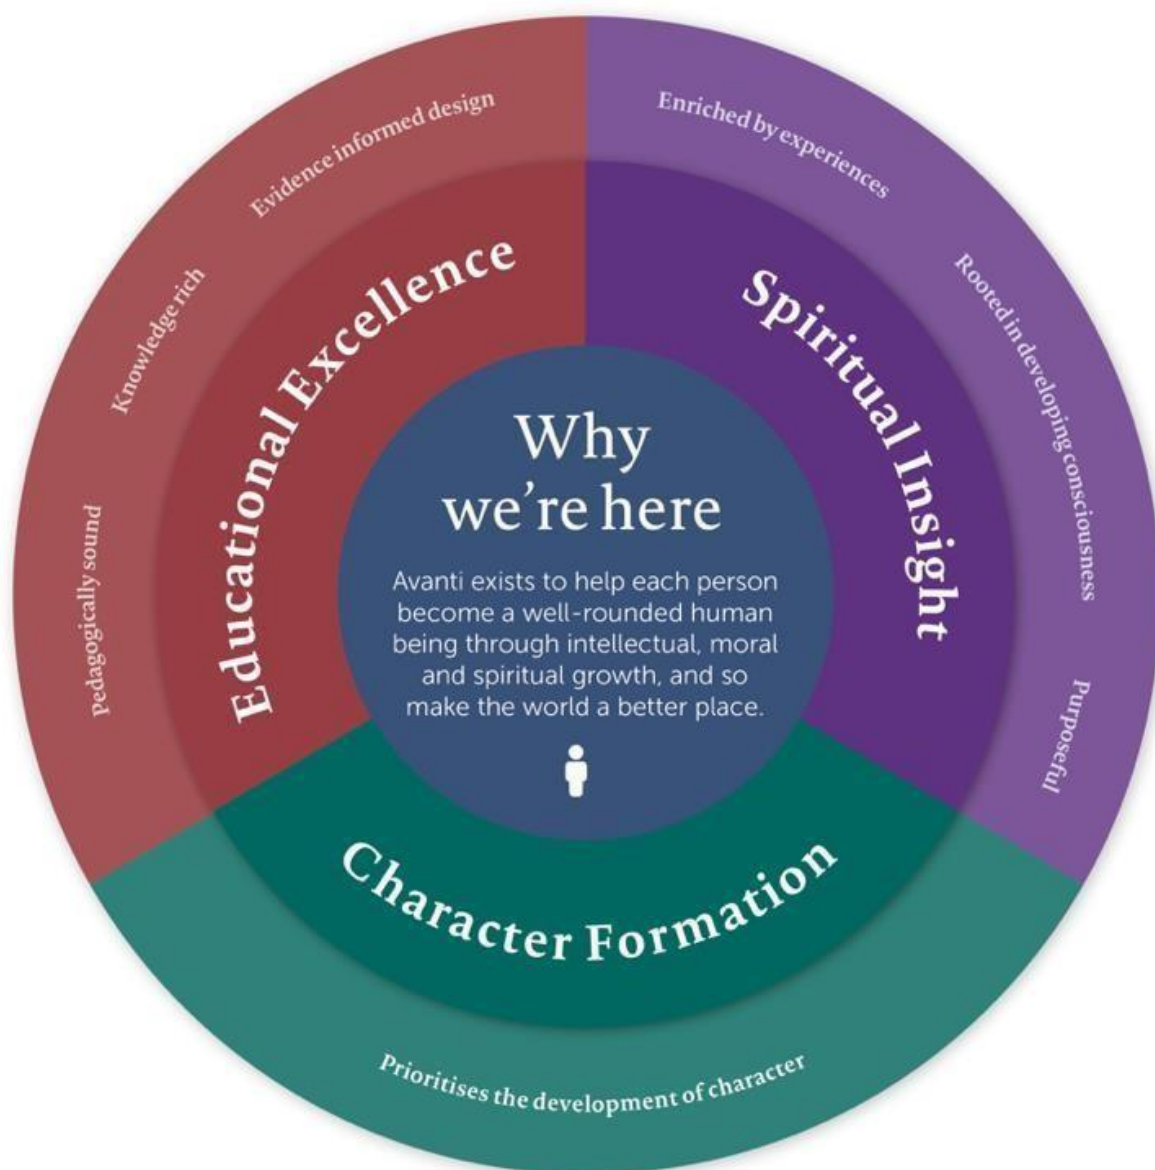 Why
we're here
Avanti exists to help each person
become a well-rounded human
being through intellectual, moral
and spiritual growth, and so
make the world a better place.
Educational Excellence
Pedagogically sound
Knowledge rich
Evidence informed design
Spiritual Insight
Enriched by experiences
Rooted in developing consciousness
Purposeful
Character Formation
Prioritises the development of character